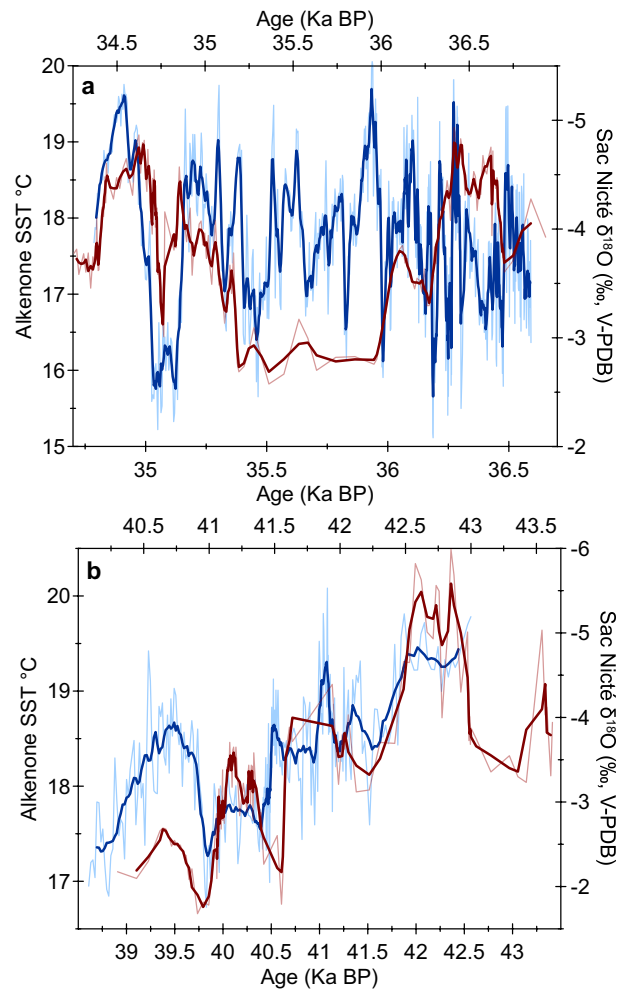 Age (Ka BP)
34.5 35 35.5 36 36.5
a
20
19
18
17
16
15
Alkenone SST °C
-5
-4
-3
-2
Sac Nicté δ¹⁸O (‰, V-PDB)
35 35.5 36 36.5
Age (Ka BP)
40.5 41 41.5 42 42.5 43 43.5
b
20
19
18
17
Alkenone SST °C
-6
-5
-4
-3
-2
Sac Nicté δ¹⁸O (‰, V-PDB)
39 39.5 40 40.5 41 41.5 42 42.5 43
Age (Ka BP)